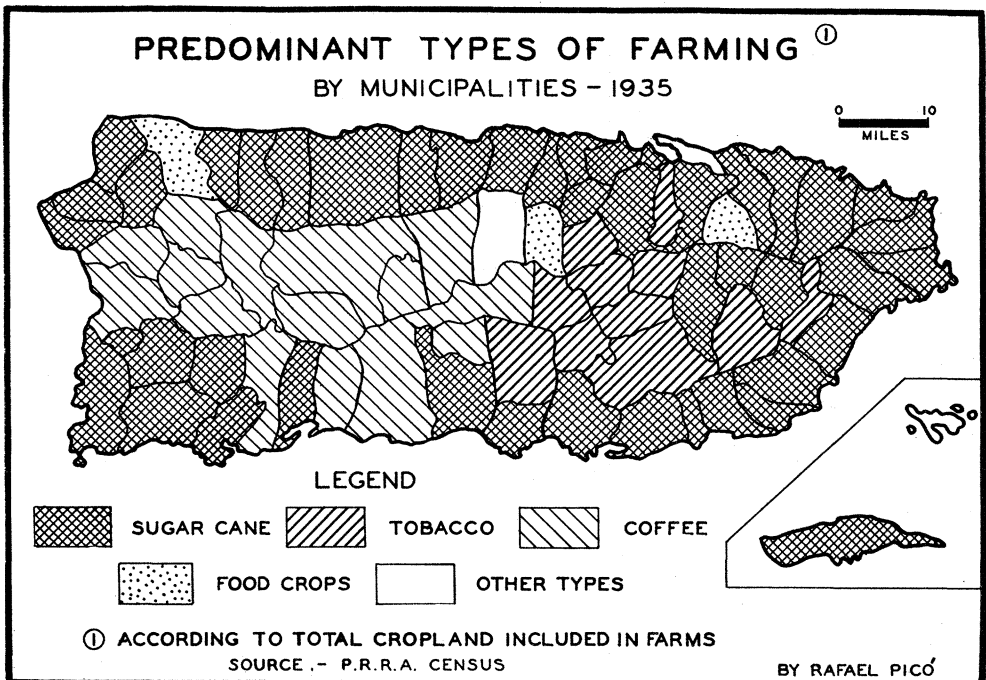 PREDOMINANT TYPES OF FARMING ①
BY MUNICIPALITIES – 1935
0 10
MILES
LEGEND
SUGAR CANE TOBACCO COFFEE
FOOD CROPS OTHER TYPES
① ACCORDING TO TOTAL CROPLAND INCLUDED IN FARMS
SOURCE.– P.R.R.A. CENSUS
BY RAFAEL PICÓ